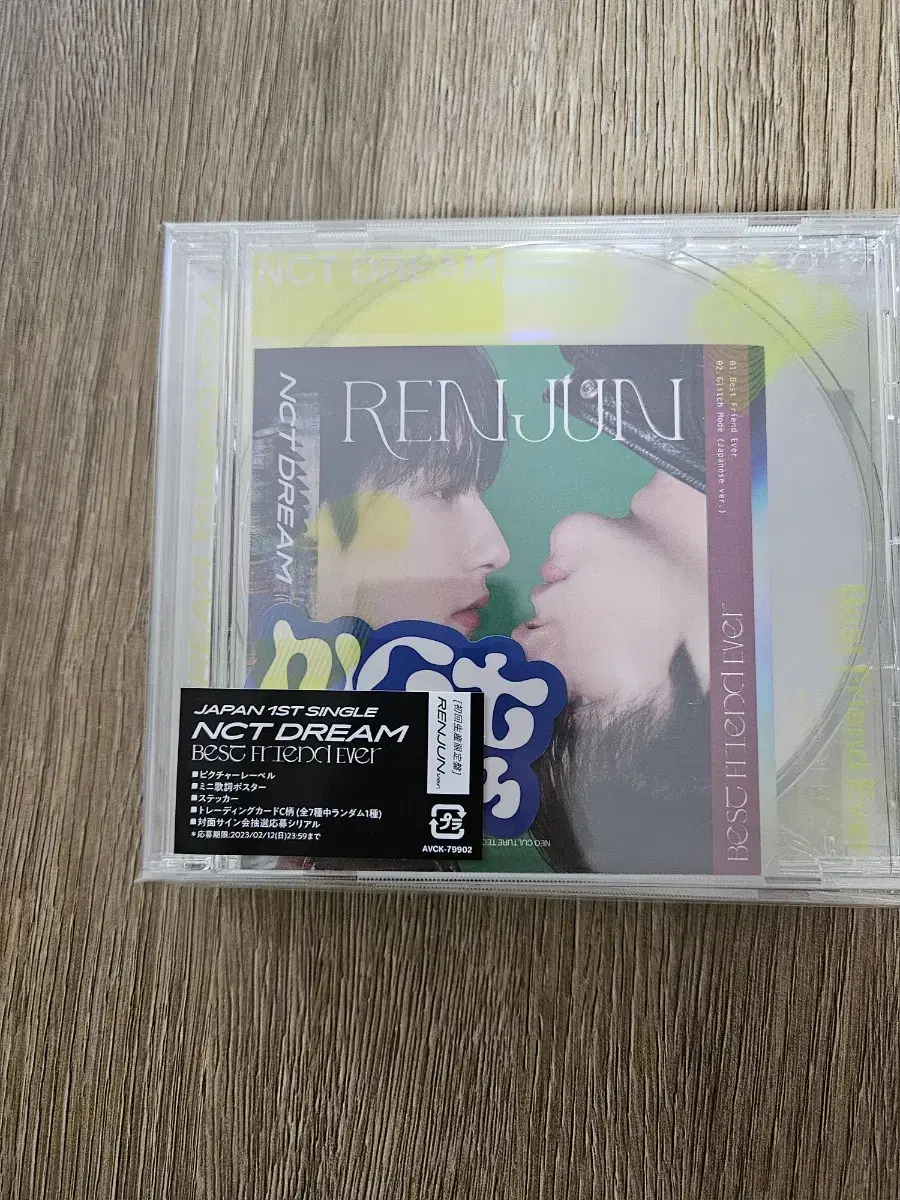 NCT DREAM
RENJUN
NCT DREAM
01. Best Friend Ever
02. Glitch Mode (Japanese ver.)
Best Friend Ever
Best Friend Ever
NEO CULTURE TEC
JAPAN 1ST SINGLE
NCT DREAM
Best Friend Ever
■ピクチャーレーベル
■ミニ歌詞ポスター
■ステッカー
■トレーディングカードC柄 (全7種中ランダム1種)
■対面サイン会抽選応募シリアル
*応募期限:2023/02/12(日)23:59まで
[初回生産限定盤]
RENJUN ver.
プラ
AVCK-79902